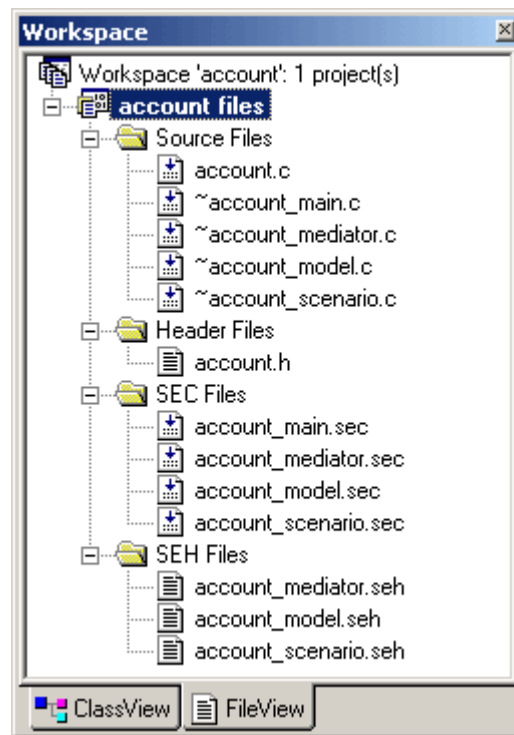 Workspace
Workspace 'account': 1 project(s)
account files
Source Files
account.c
~account_main.c
~account_mediator.c
~account_model.c
~account_scenario.c
Header Files
account.h
SEC Files
account_main.sec
account_mediator.sec
account_model.sec
account_scenario.sec
SEH Files
account_mediator.seh
account_model.seh
account_scenario.seh
ClassView FileView